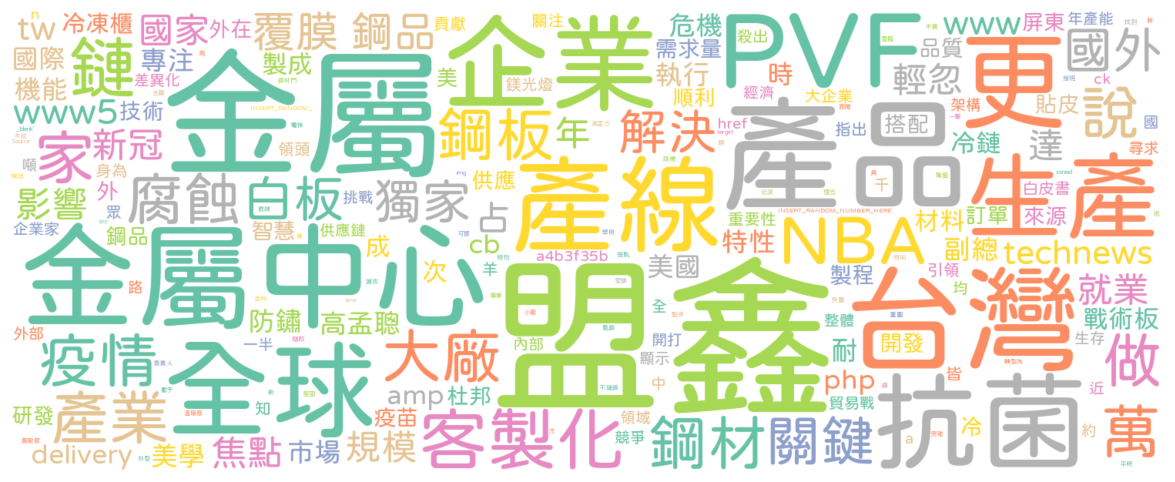 金屬
企業
PVF
更
國外
冷凍櫃
國家
外在
覆膜
鋼品
貢獻
關注
危機
殺出
www
屏東
年產能
tw
國際
鏈
專注
製成
差異化
機能
美
鎂光燈
需求量
執行
時
品質
輕忽
大企業
ck
架構
貼皮
說
www5
技術
順利
經濟
href
target
指出
搭配
冷鏈
達
國
尋求
家
新冠
領頭
鋼板
年
解決
產品
生產
噸
身為
影響
外
腐蝕
白板
挑戰
獨家
供應
占
產線
千
白皮書
重要性
INSERT_RANDOM_NUMBER_HERE
材料
訂單
來源
企業家
眾
鋼品
智慧
供應鏈
成
cb
a4b3f35b
特性
NBA
副總
technews
金屬中心
次
羊
美國
製程
引領
均
路
盟
鑫
台灣
就業
防鏽
高孟聰
全
整體
開發
戰術板
外部
一半
內部
開打
疫情
全球
大廠
顯示
耐
生存
做
皆
中
php
近
amp
杜邦
貿易戰
抗菌
研發
產業
知
疫苗
客製化
領域
競爭
鋼材
關鍵
a
冷
約
萬
delivery
美學
焦點
市場
規模